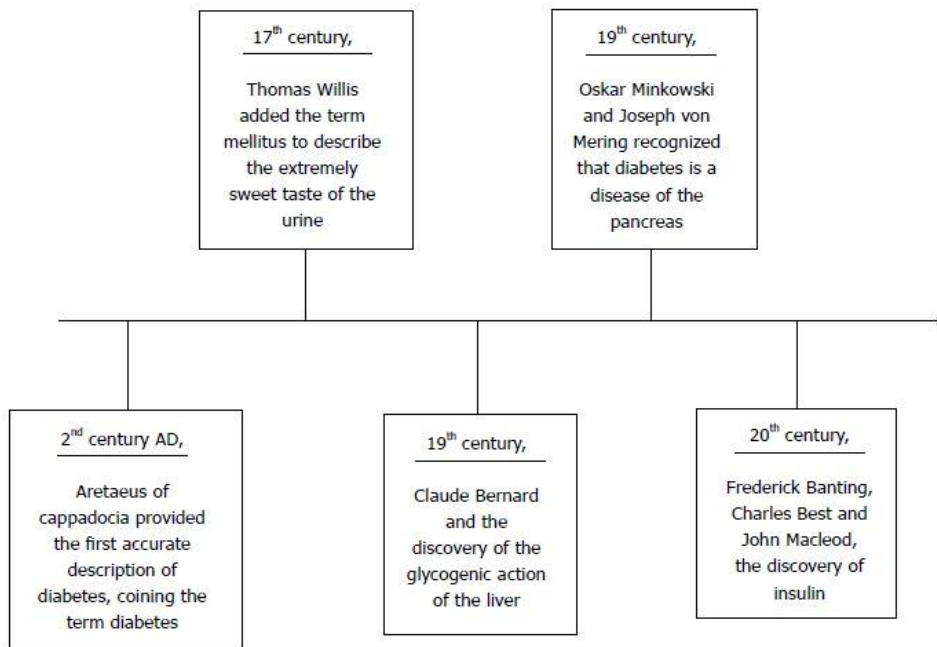 17th century,
Thomas Willis
added the term
mellitus to describe
the extremely
sweet taste of the
urine
19th century,
Oskar Minkowski
and Joseph von
Mering recognized
that diabetes is a
disease of the
pancreas
2nd century AD,
Aretaeus of
cappadocia provided
the first accurate
description of
diabetes, coining the
term diabetes
19th century,
Claude Bernard
and the
discovery of the
glycogenic action
of the liver
20th century,
Frederick Banting,
Charles Best and
John Macleod,
the discovery of
insulin